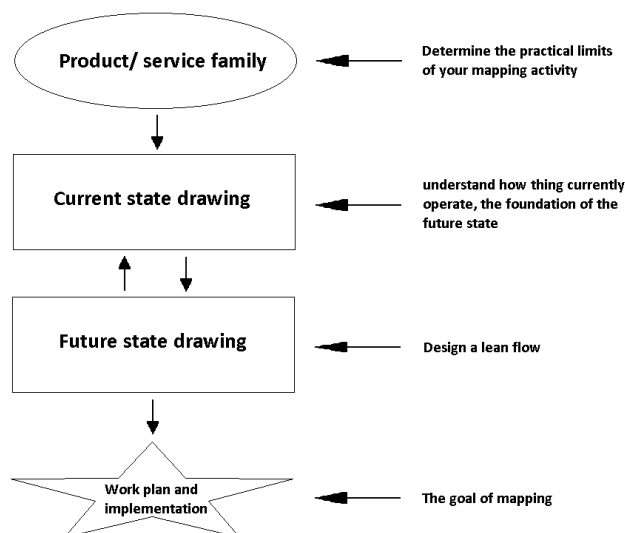 Product/ service family
Determine the practical limits
of your mapping activity
Current state drawing
understand how thing currently
operate, the foundation of the
future state
Future state drawing
Design a lean flow
Work plan and
implementation
The goal of mapping